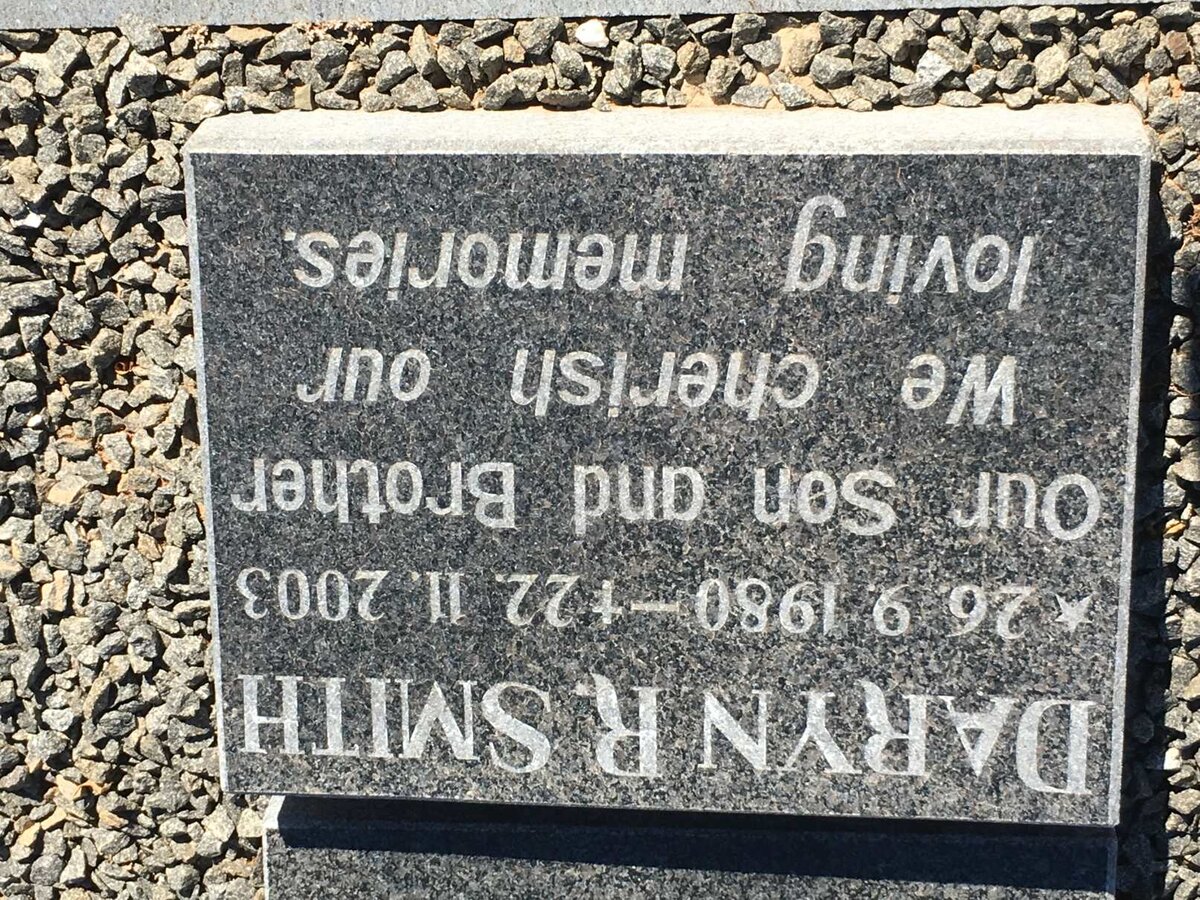 DARYN R. SMITH
★ 26. 9. 1980 – †22. 11. 2003
Our Son and Brother
We cherish our
loving memories.